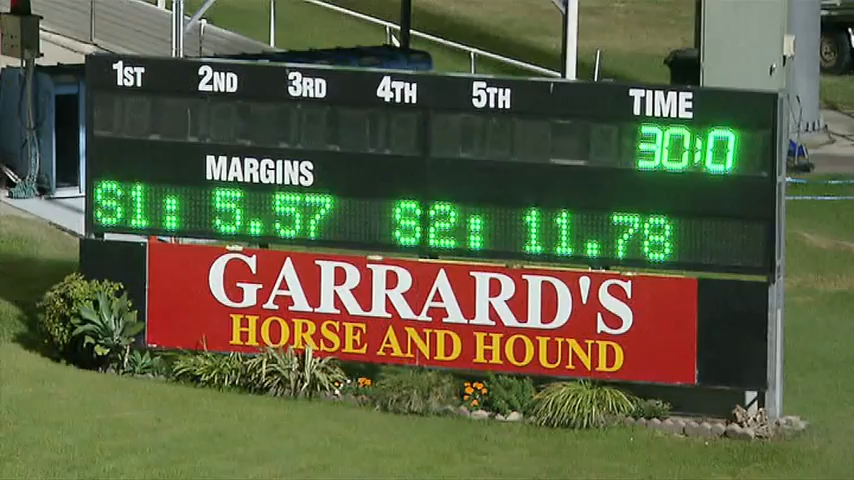 1ST 2ND 3RD 4TH 5TH TIME
30:0
MARGINS
S1: 5.57 S2: 11.78
GARRARD'S
HORSE AND HOUND